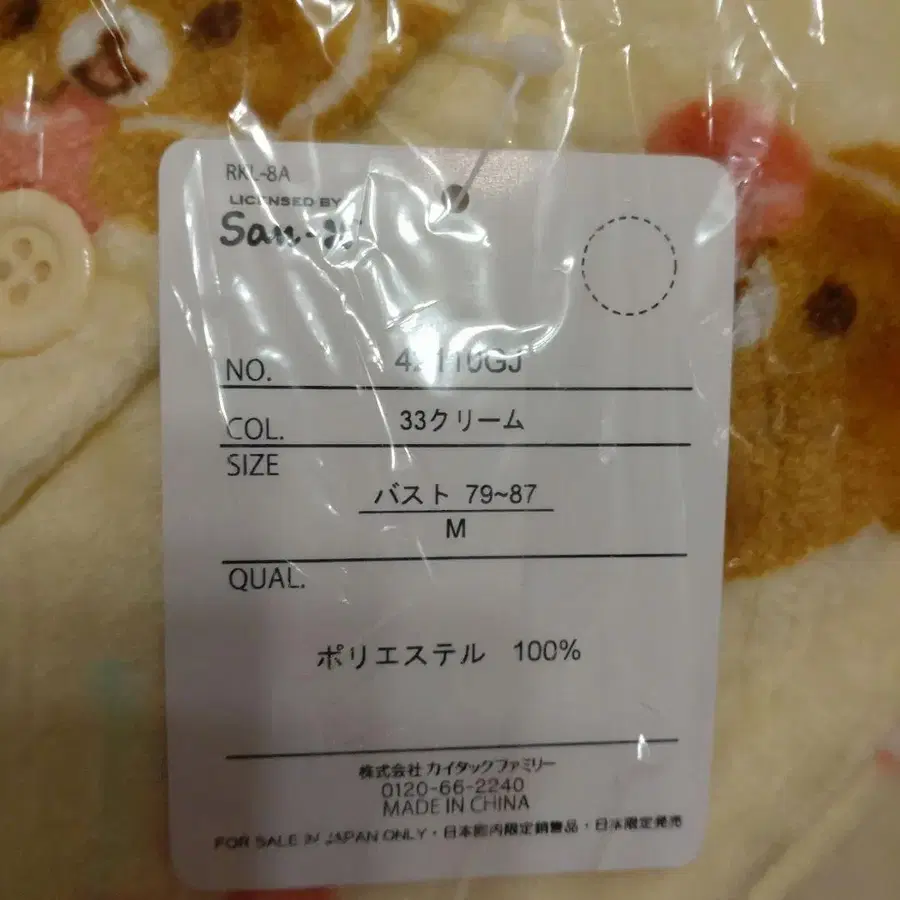 RKL-8A
LICENSED BY
San-X
NO.
COL. 33クリーム
SIZE
バスト 79~87
M
QUAL.
ポリエステル 100%
株式会社 カイタックファミリー
0120-66-2240
MADE IN CHINA
FOR SALE IN JAPAN ONLY・日本国内限定銷售品・日本限定発売